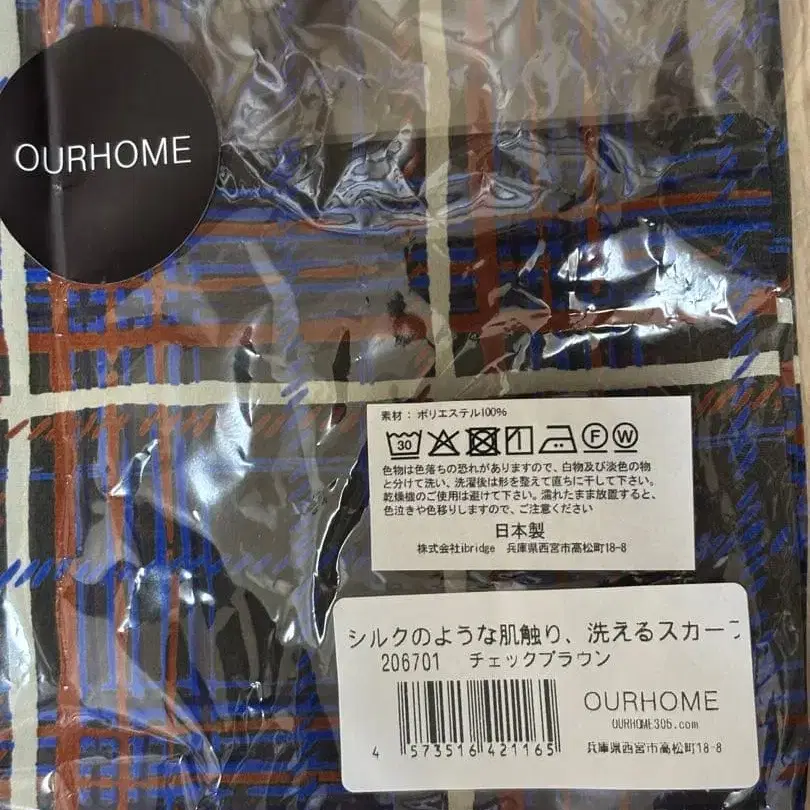 OURHOME
素材：ポリエステル100%
30
F W
色物は色落ちの恐れがありますので、白物及び淡色の物
と分けて洗い、洗濯後は形を整えて直ちに干して下さい。
乾燥機のご使用は避けて下さい。濡れたまま放置すると、
色泣きや色移りしますので、ご注意ください
日本製
株式会社ibridge 兵庫県西宮市高松町18-8
シルクのような肌触り、洗えるスカーフ
206701 チェックブラウン
OURHOME
OURHOME305.com
4 573516 421165
兵庫県西宮市高松町18-8